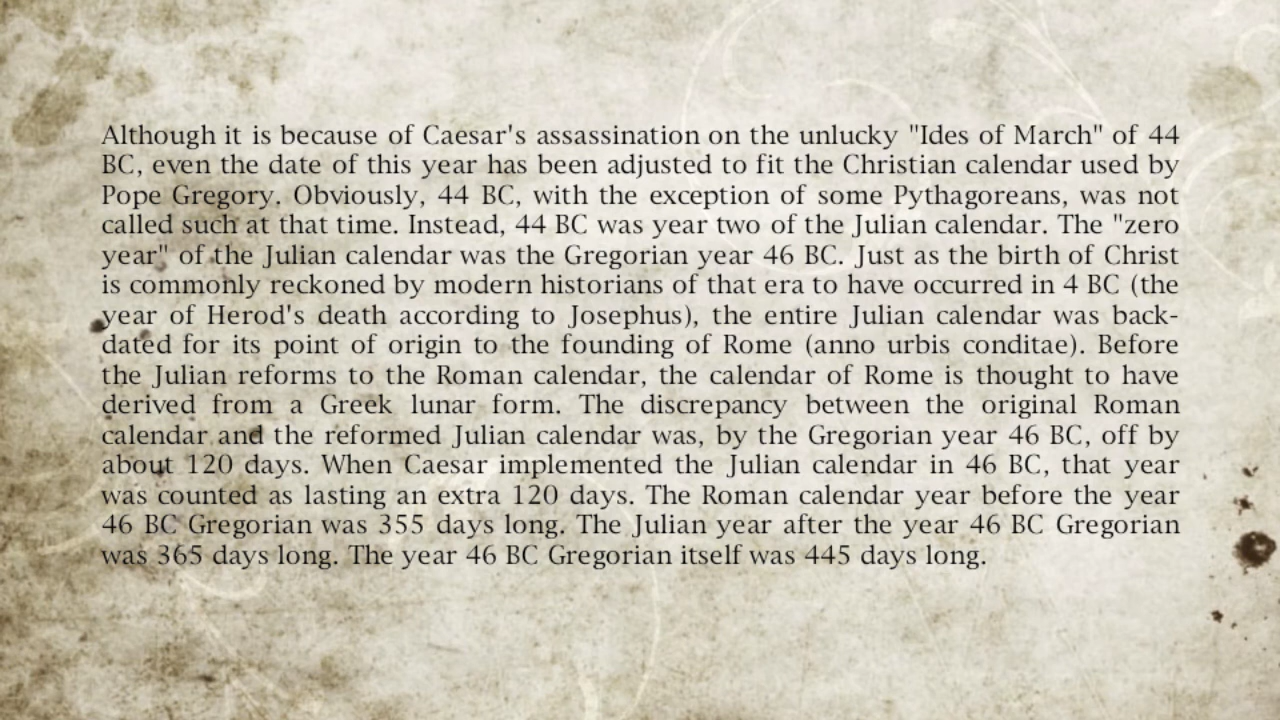 Although it is because of Caesar's assassination on the unlucky "Ides of March" of 44
BC, even the date of this year has been adjusted to fit the Christian calendar used by
Pope Gregory. Obviously, 44 BC, with the exception of some Pythagoreans, was not
called such at that time. Instead, 44 BC was year two of the Julian calendar. The "zero
year" of the Julian calendar was the Gregorian year 46 BC. Just as the birth of Christ
is commonly reckoned by modern historians of that era to have occurred in 4 BC (the
year of Herod's death according to Josephus), the entire Julian calendar was back-
dated for its point of origin to the founding of Rome (anno urbis conditae). Before
the Julian reforms to the Roman calendar, the calendar of Rome is thought to have
derived from a Greek lunar form. The discrepancy between the original Roman
calendar and the reformed Julian calendar was, by the Gregorian year 46 BC, off by
about 120 days. When Caesar implemented the Julian calendar in 46 BC, that year
was counted as lasting an extra 120 days. The Roman calendar year before the year
46 BC Gregorian was 355 days long. The Julian year after the year 46 BC Gregorian
was 365 days long. The year 46 BC Gregorian itself was 445 days long.